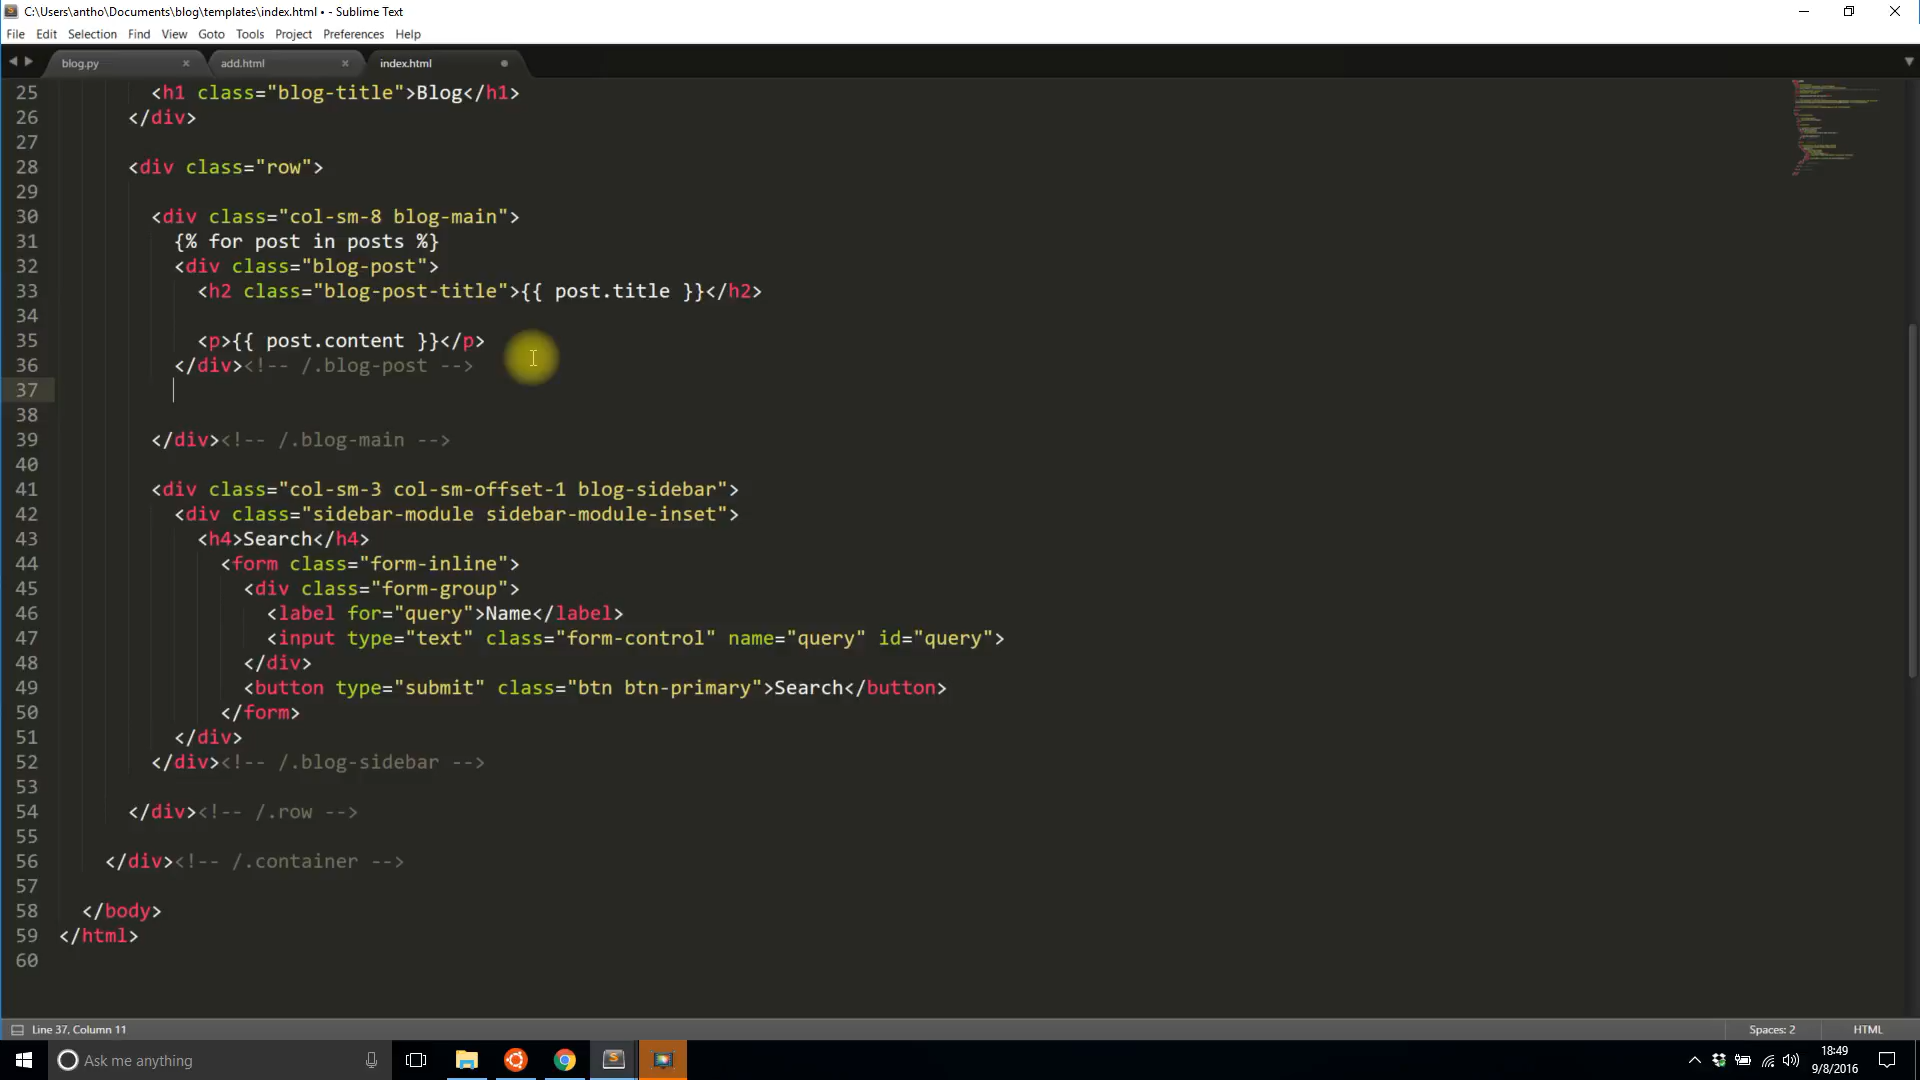 C:\Users\antho\Documents\blog\templates\index.html • - Sublime Text
File Edit Selection Find View Goto Tools Project Preferences Help
blog.py × add.html × index.html
25 <h1 class="blog-title">Blog</h1>
26 </div>
27
28 <div class="row">
29
30 <div class="col-sm-8 blog-main">
31 {% for post in posts %}
32 <div class="blog-post">
33 <h2 class="blog-post-title">{{ post.title }}</h2>
34
35 <p>{{ post.content }}</p>
36 </div><!-- /.blog-post -->
37
38
39 </div><!-- /.blog-main -->
40
41 <div class="col-sm-3 col-sm-offset-1 blog-sidebar">
42 <div class="sidebar-module sidebar-module-inset">
43 <h4>Search</h4>
44 <form class="form-inline">
45 <div class="form-group">
46 <label for="query">Name</label>
47 <input type="text" class="form-control" name="query" id="query">
48 </div>
49 <button type="submit" class="btn btn-primary">Search</button>
50 </form>
51 </div>
52 </div><!-- /.blog-sidebar -->
53
54 </div><!-- /.row -->
55
56 </div><!-- /.container -->
57
58 </body>
59 </html>
60
Line 37, Column 11 Spaces: 2 HTML
Ask me anything
18:49
9/8/2016